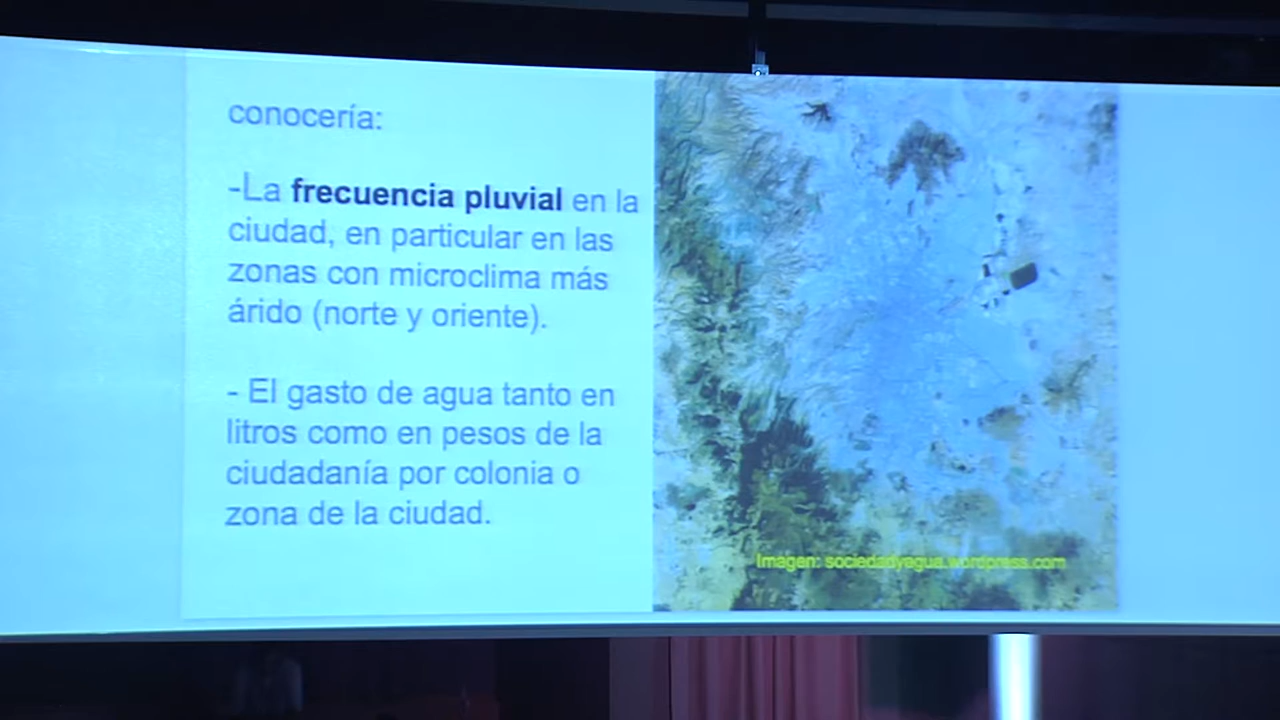 conocería:
-La frecuencia pluvial en la
ciudad, en particular en las
zonas con microclima más
árido (norte y oriente).
- El gasto de agua tanto en
litros como en pesos de la
ciudadanía por colonia o
zona de la ciudad.
Imagen: sociedadyagua.wordpress.com